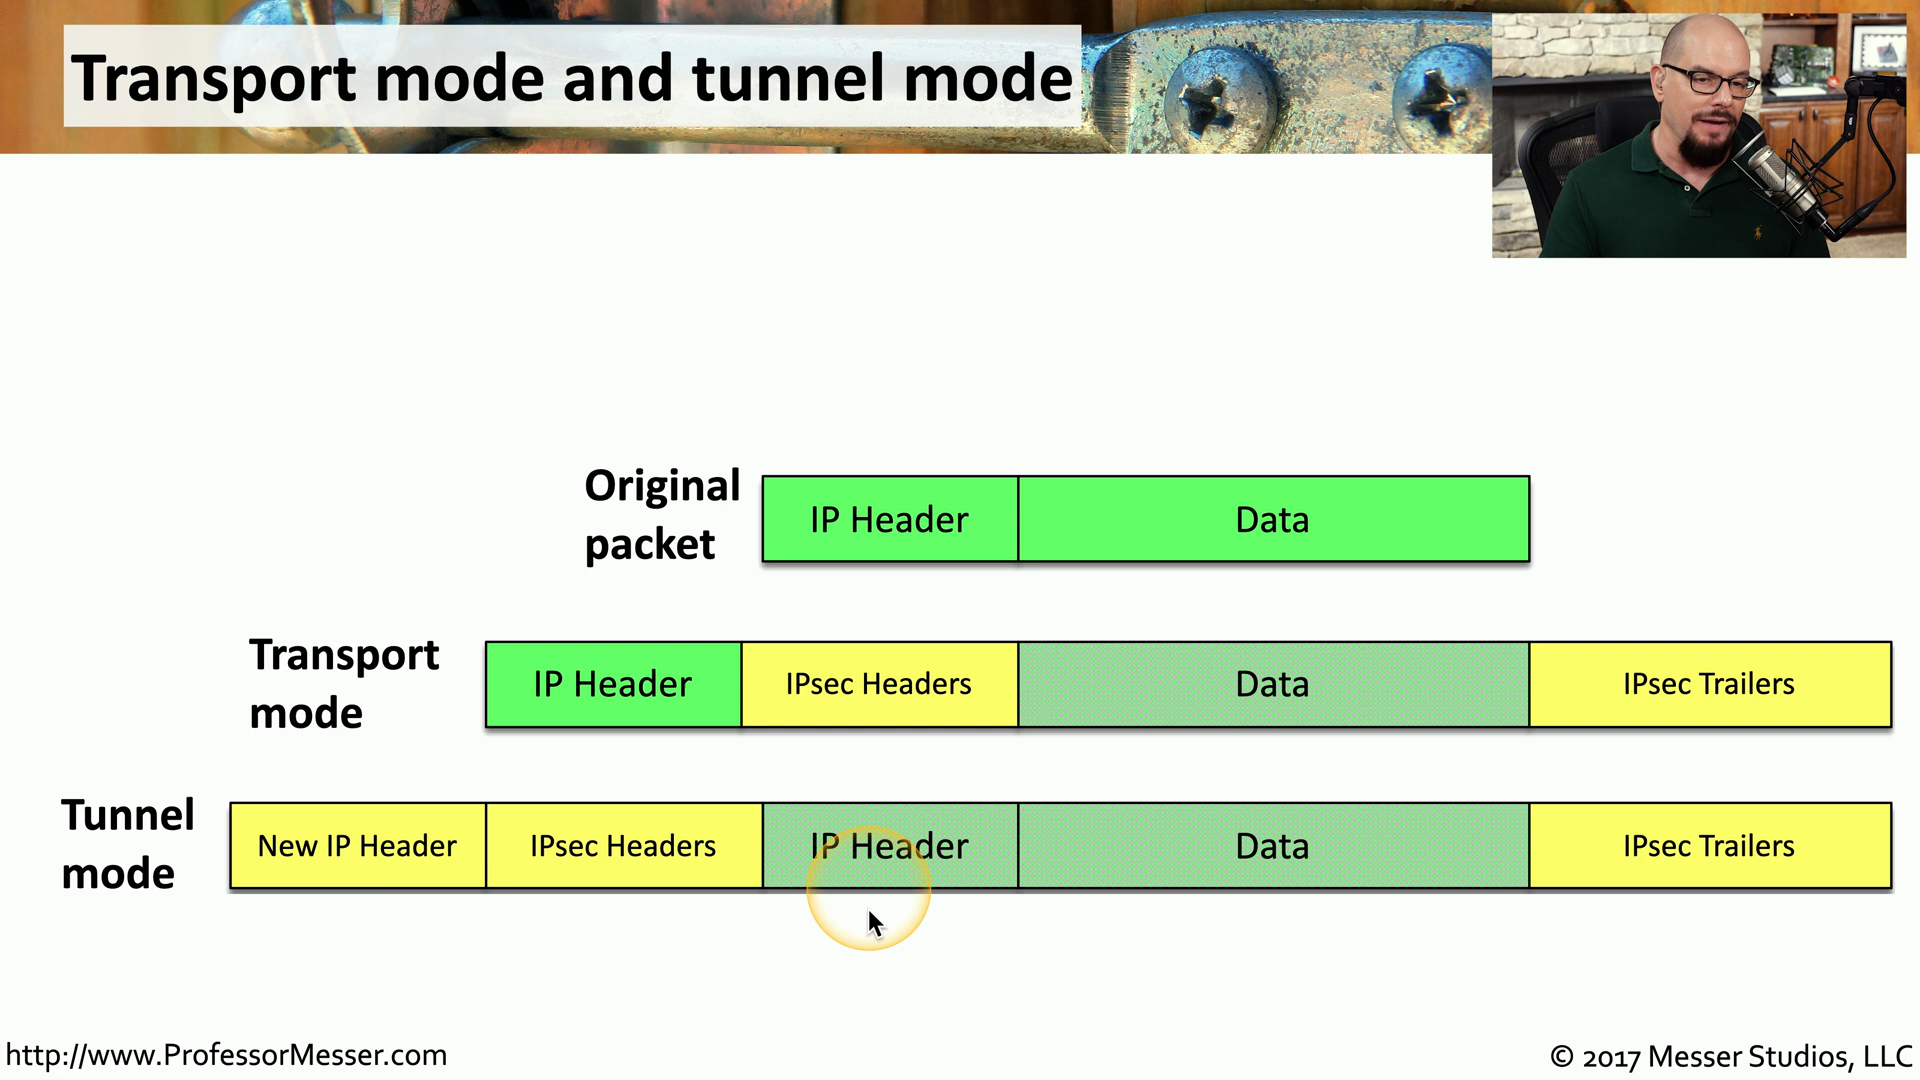 Transport mode and tunnel mode
Original
packet
IP Header
Data
Transport
mode
IP Header
IPsec Headers
Data
IPsec Trailers
Tunnel
mode
New IP Header
IPsec Headers
IP Header
Data
IPsec Trailers
http://www.ProfessorMesser.com
© 2017 Messer Studios, LLC